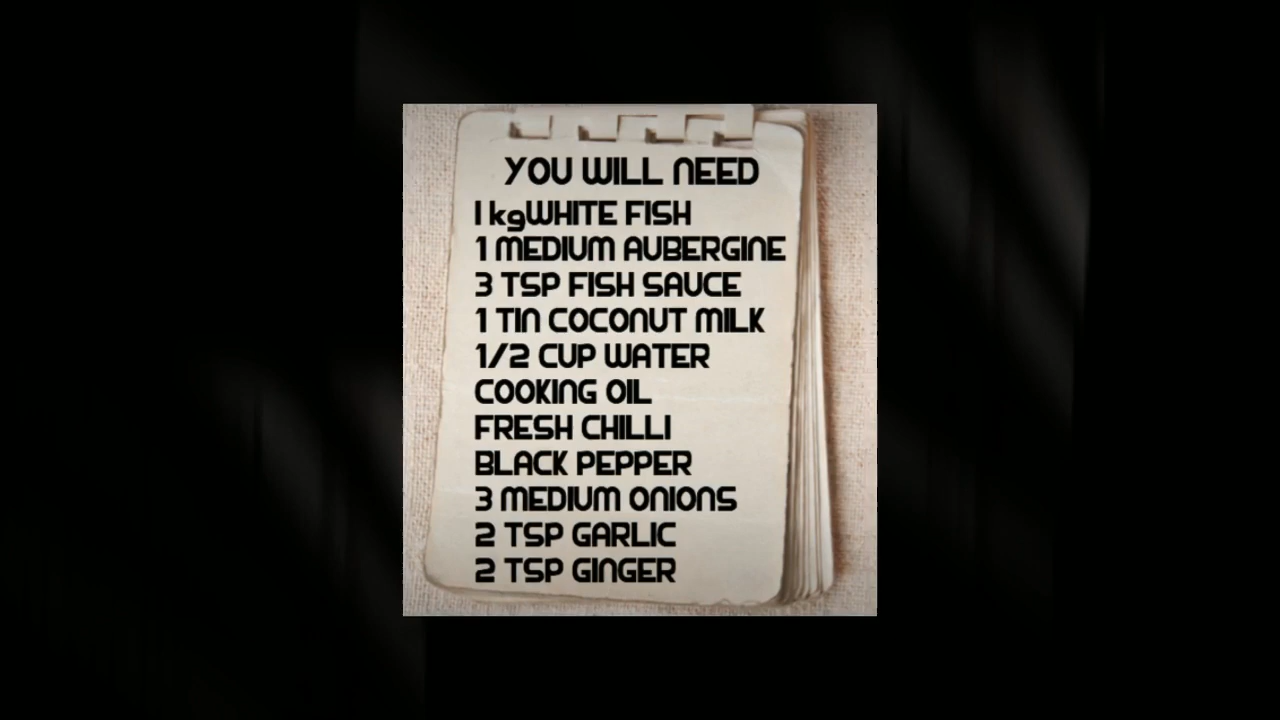 YOU WILL NEED
1 kgWHITE FISH
1 MEDIUM AUBERGINE
3 TSP FISH SAUCE
1 TIN COCONUT MILK
1/2 CUP WATER
COOKING OIL
FRESH CHILLI
BLACK PEPPER
3 MEDIUM ONIONS
2 TSP GARLIC
2 TSP GINGER